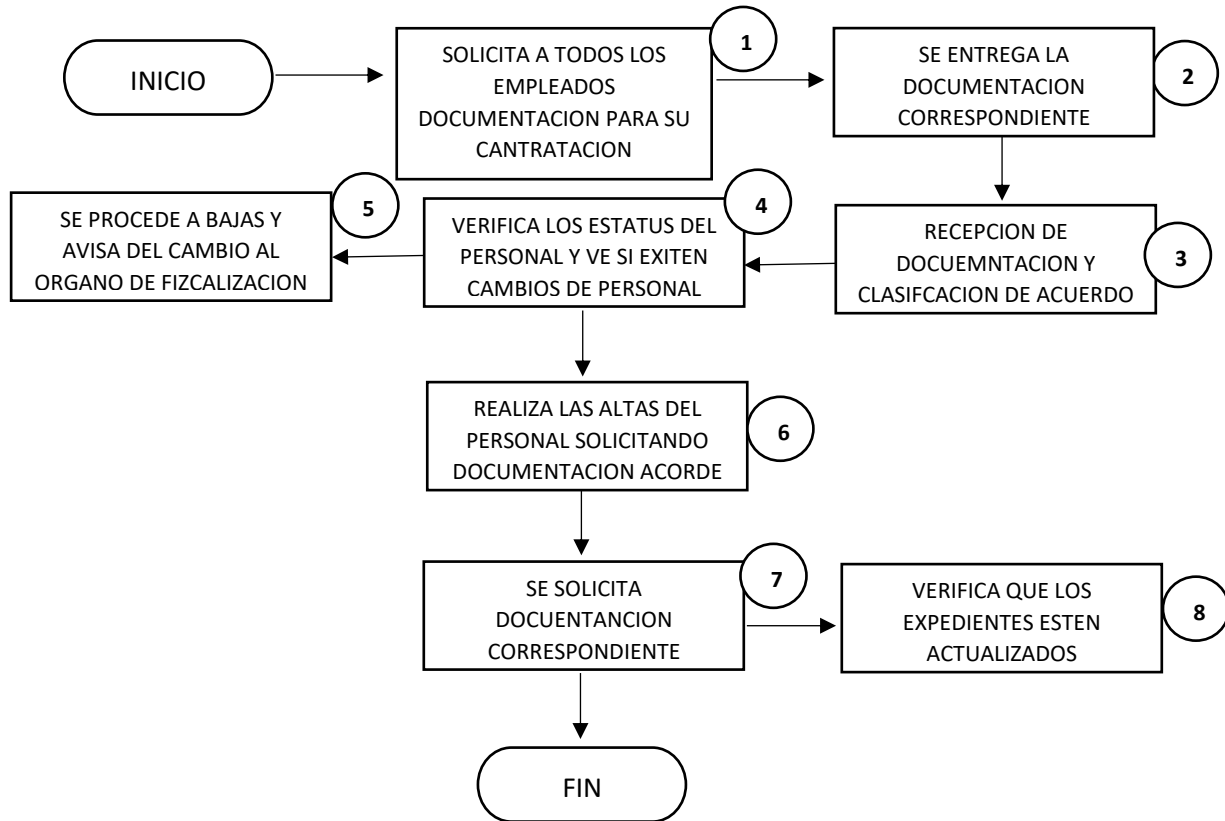 INICIO
SOLICITA A TODOS LOS
EMPLEADOS
DOCUMENTACION PARA SU
CANTRATACION
1
SE ENTREGA LA
DOCUMENTACION
CORRESPONDIENTE
2
RECEPCION DE
DOCUEMNTACION Y
CLASIFCACION DE ACUERDO
3
VERIFICA LOS ESTATUS DEL
PERSONAL Y VE SI EXITEN
CAMBIOS DE PERSONAL
4
SE PROCEDE A BAJAS Y
AVISA DEL CAMBIO AL
ORGANO DE FIZCALIZACION
5
REALIZA LAS ALTAS DEL
PERSONAL SOLICITANDO
DOCUMENTACION ACORDE
6
SE SOLICITA
DOCUENTANCION
CORRESPONDIENTE
7
VERIFICA QUE LOS
EXPEDIENTES ESTEN
ACTUALIZADOS
8
FIN